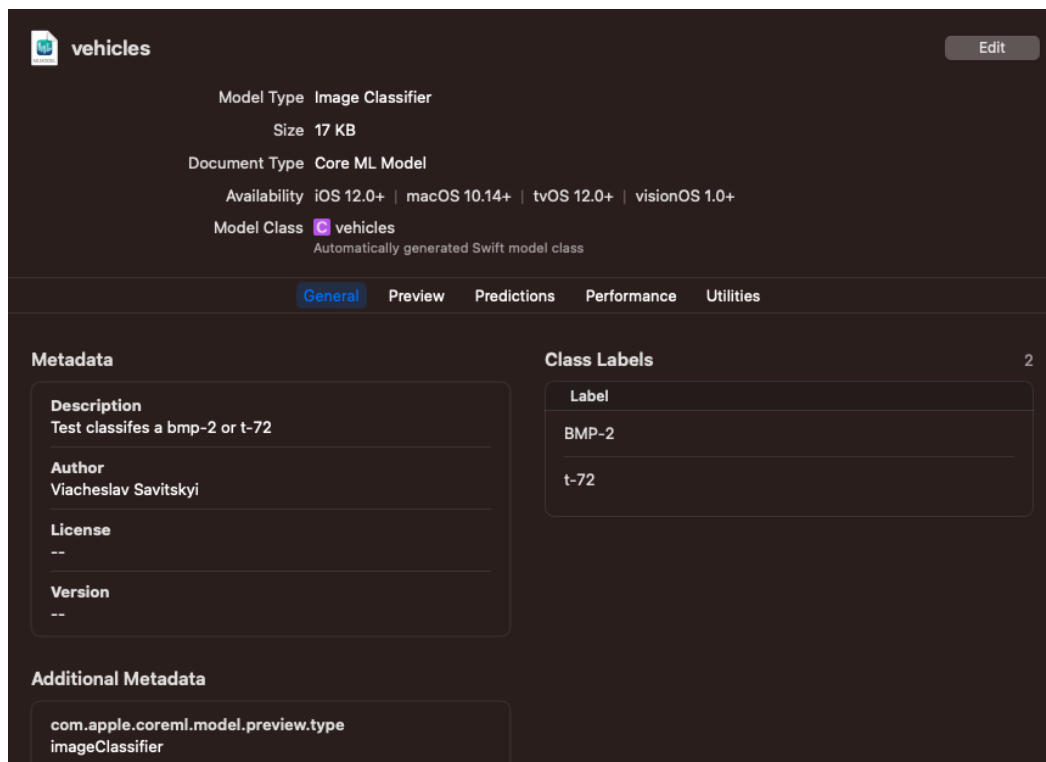 vehicles
Edit
Model Type Image Classifier
Size 17 KB
Document Type Core ML Model
Availability iOS 12.0+ | macOS 10.14+ | tvOS 12.0+ | visionOS 1.0+
Model Class C vehicles
Automatically generated Swift model class
General Preview Predictions Performance Utilities
Metadata
Description
Test classifes a bmp-2 or t-72
Author
Viacheslav Savitskyi
License
--
Version
--
Class Labels 2
Label
BMP-2
t-72
Additional Metadata
com.apple.coreml.model.preview.type
imageClassifier